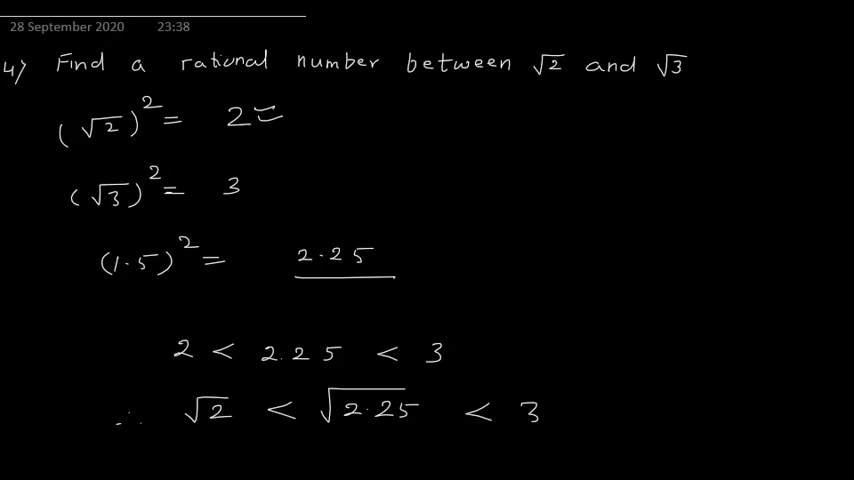 28 September 2020 23:38
4) Find a rational number between √2 and √3
(√2)² = 2
(√3)² = 3
(1.5)² = 2.25
2 < 2.25 < 3
∴ √2 < √2.25 < 3